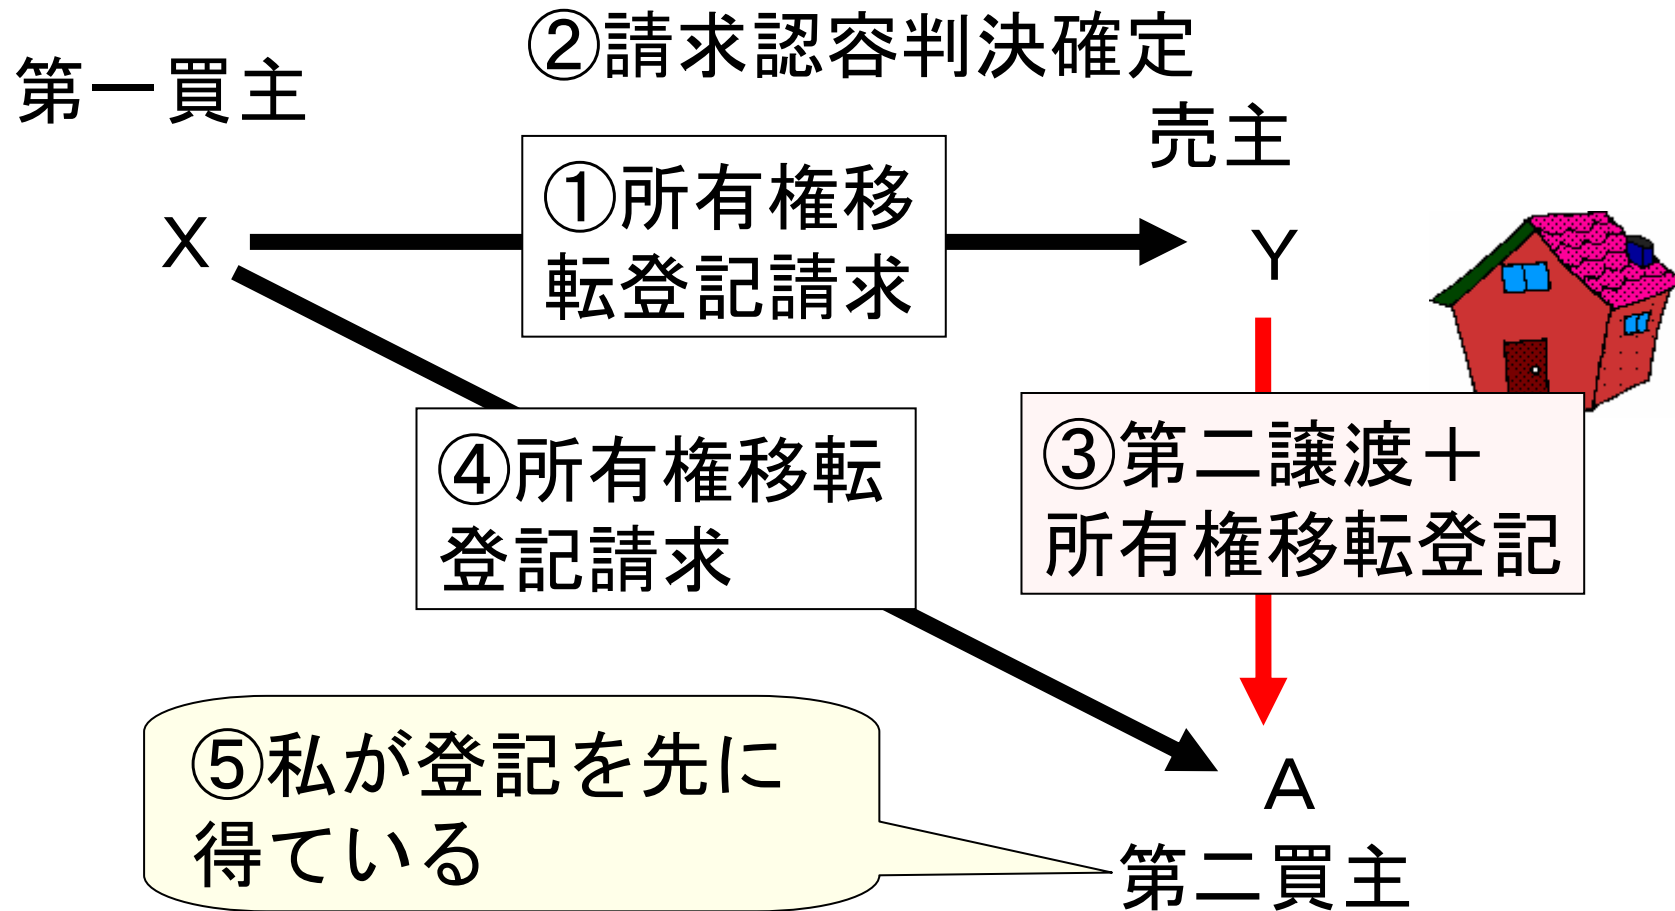 ②請求認容判決確定
第一買主
売主
①所有権移
転登記請求
X
Y
④所有権移転
登記請求
③第二譲渡＋
所有権移転登記
⑤私が登記を先に
得ている
A
第二買主